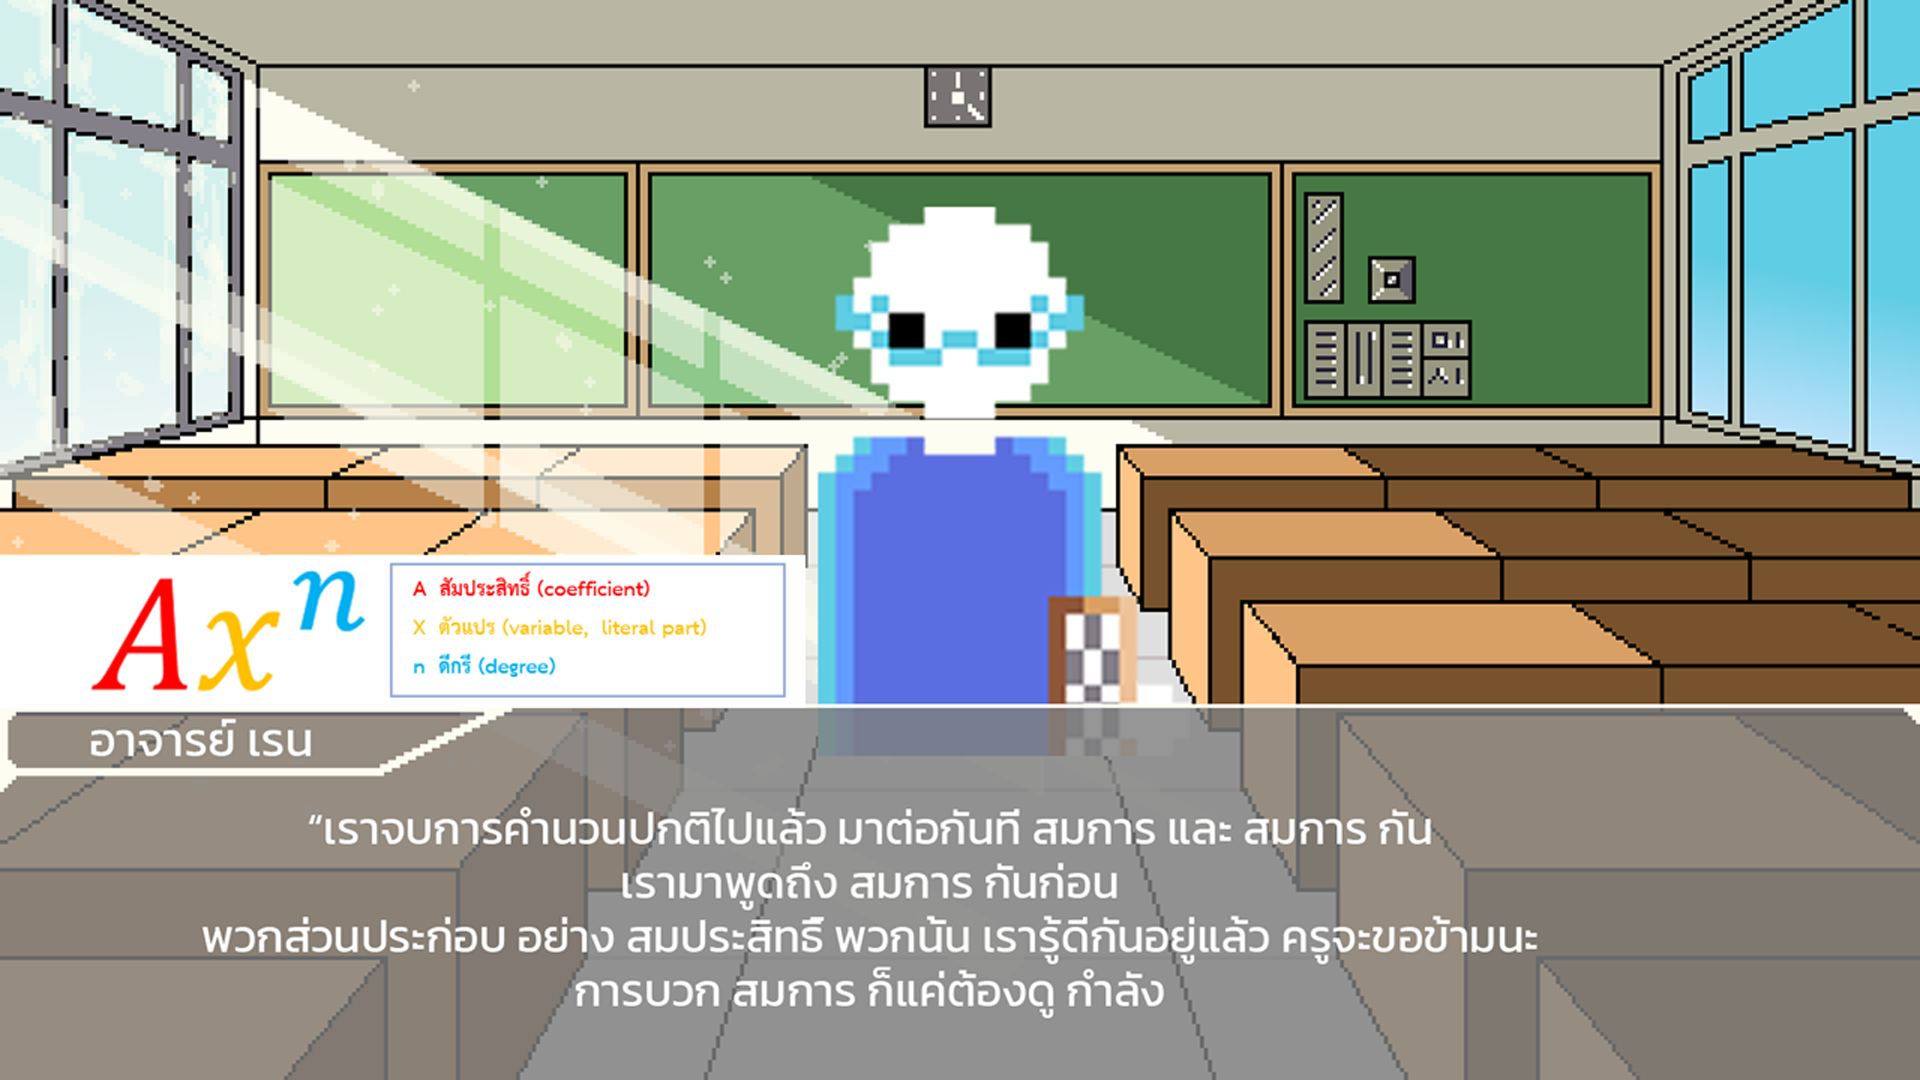 Axⁿ
A สัมประสิทธิ์ (coefficient)
X ตัวแปร (variable, literal part)
n ดีกรี (degree)
อาจารย์ เรน
“เราจบการคำนวนปกติไปแล้ว มาต่อกันที สมการ และ สมการ กัน
เรามาพูดถึง สมการ กันก่อน
พวกส่วนประก่อบ อย่าง สมประสิทธิ์ พวกนั้น เรารู้ดีกันอยู่แล้ว ครูจะขอข้ามนะ
การบวก สมการ ก็แค่ต้องดู กำลัง